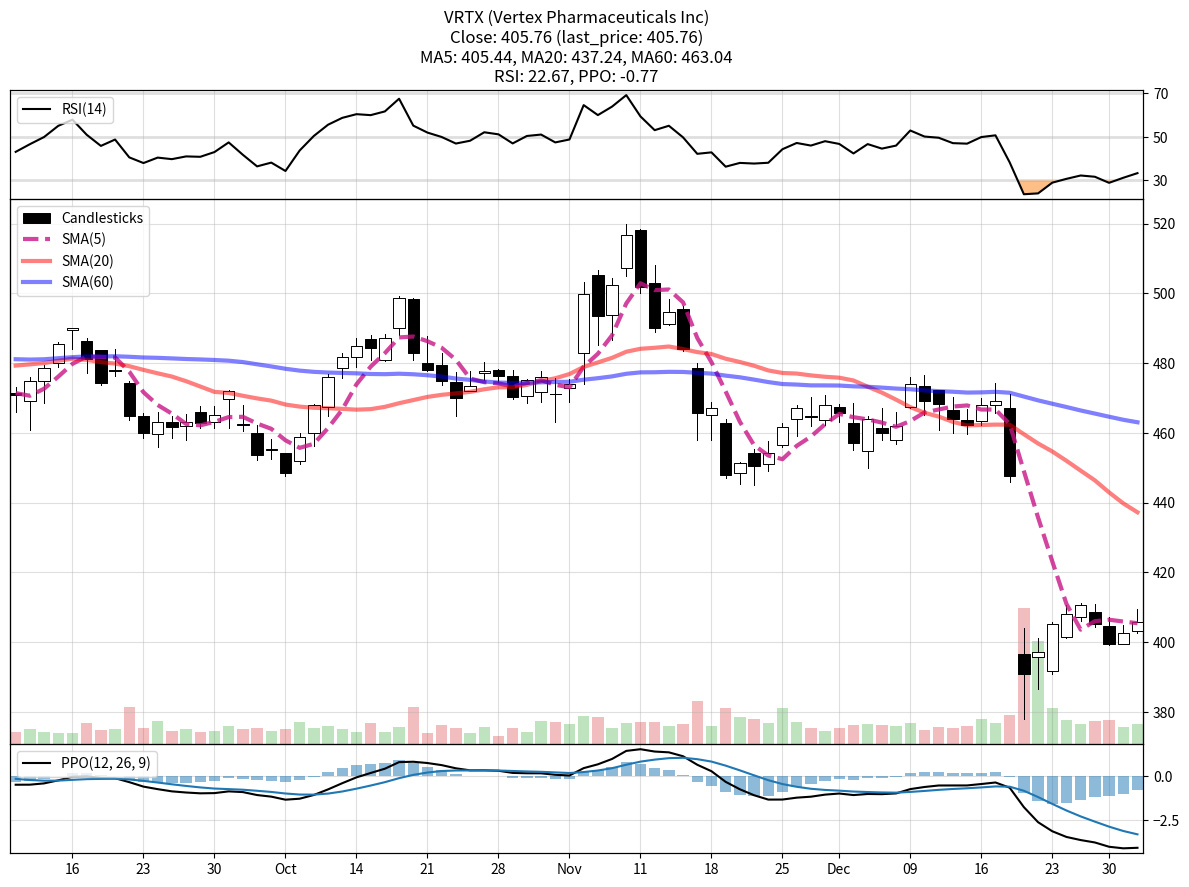 VRTX (Vertex Pharmaceuticals Inc)
Close: 405.76 (last_price: 405.76)
MA5: 405.44, MA20: 437.24, MA60: 463.04
RSI: 22.67, PPO: -0.77
RSI(14)
70
50
30
Candlesticks
SMA(5)
SMA(20)
SMA(60)
520
500
480
460
440
420
400
380
PPO(12, 26, 9)
0.0
−2.5
16 23 30 Oct 14 21 28 Nov 11 18 25 Dec 09 16 23 30